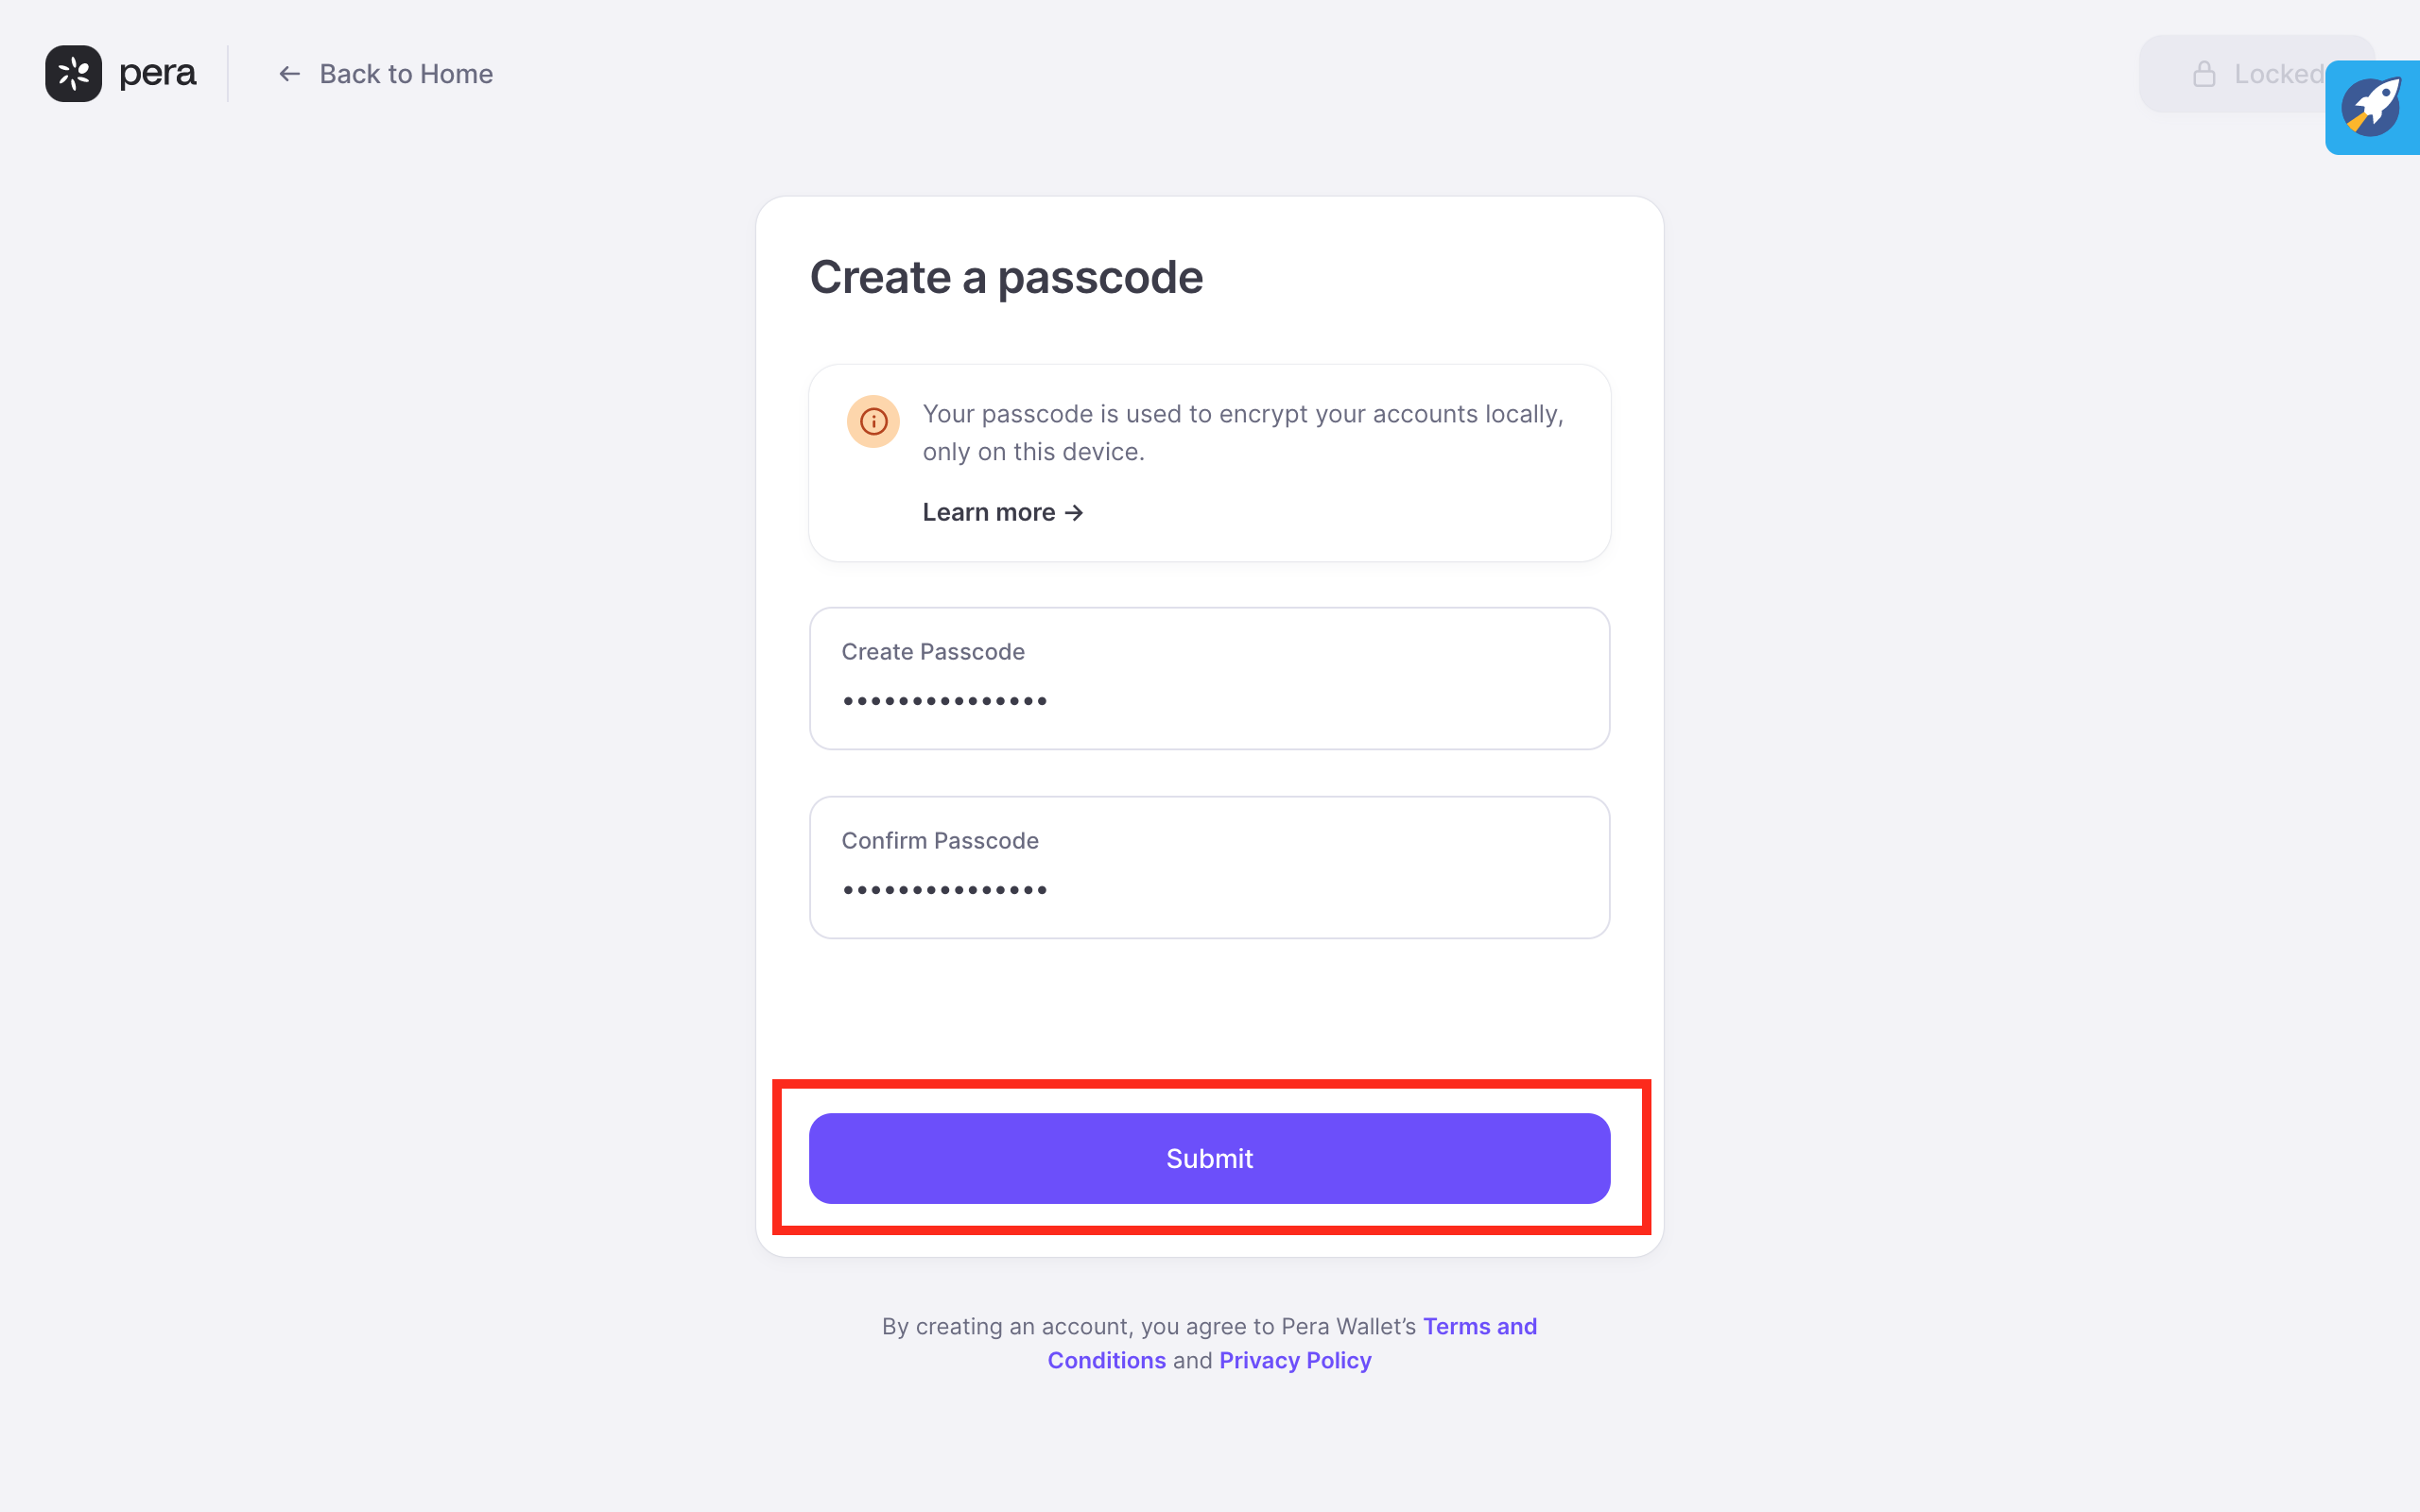 pera
← Back to Home
Locked
Create a passcode
Your passcode is used to encrypt your accounts locally,
only on this device.
Learn more →
Create Passcode
•••••••••••••••
Confirm Passcode
•••••••••••••••
Submit
By creating an account, you agree to Pera Wallet’s Terms and
Conditions and Privacy Policy